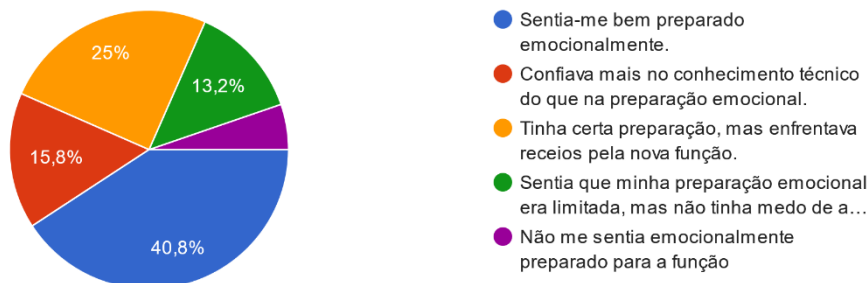 25%
13,2%
15,8%
40,8%
Sentia-me bem preparado
emocionalmente.
Confiava mais no conhecimento técnico
do que na preparação emocional.
Tinha certa preparação, mas enfrentava
receios pela nova função.
Sentia que minha preparação emocional
era limitada, mas não tinha medo de a…
Não me sentia emocionalmente
preparado para a função